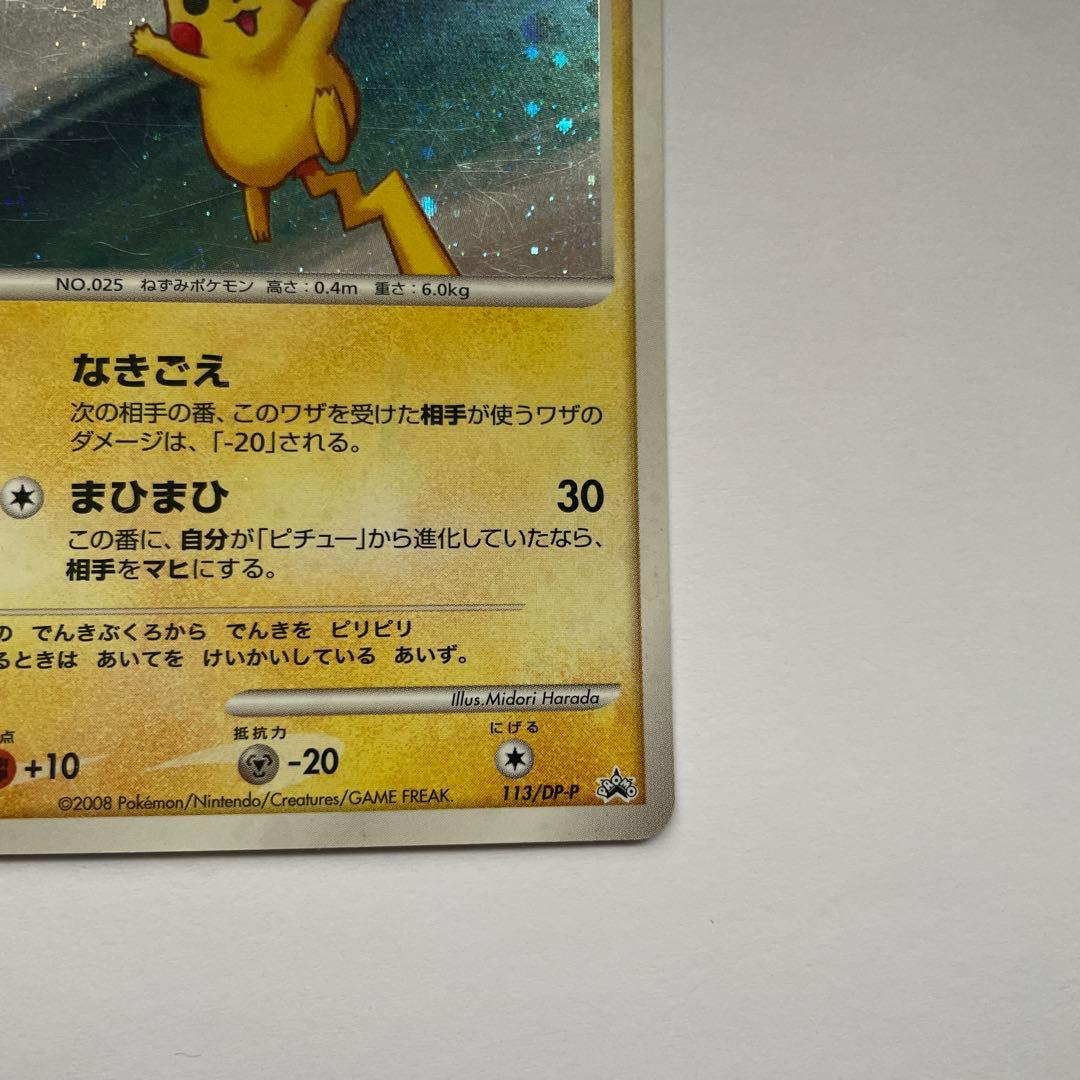 NO.025 ねずみポケモン 高さ：0.4m 重さ：6.0kg
なきごえ
次の相手の番、このワザを受けた相手が使うワザの
ダメージは、「-20」される。
まひまひ 30
この番に、自分が「ピチュー」から進化していたなら、
相手をマヒにする。
の でんきぶくろから でんきを ピリピリ
るときは あいてを けいかいしている あいず。
Illus.Midori Harada
点 抵抗力 にげる
+10 -20
©2008 Pokémon/Nintendo/Creatures/GAME FREAK. 113/DP-P PROMO